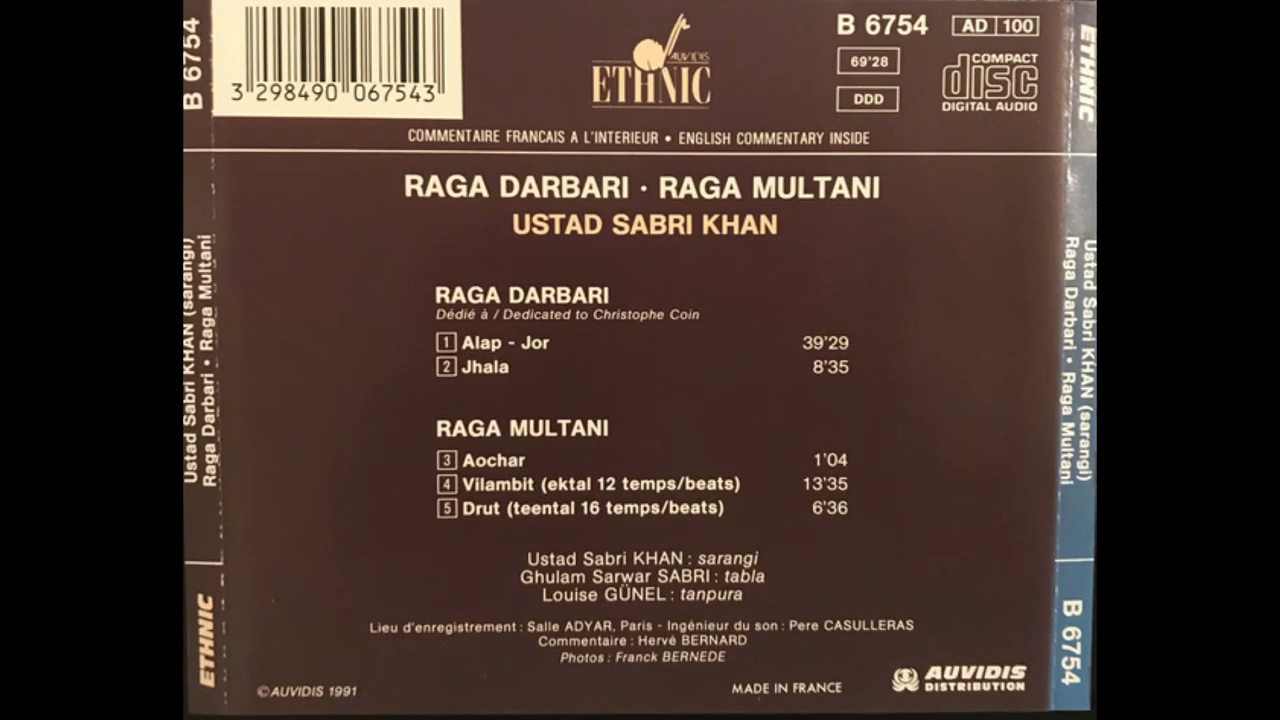 B 6754
3 298490 067543
AUVIDIS
ETHNIC
B 6754
AD 100
69'28
DDD
COMPACT
disc
DIGITAL AUDIO
ETHNIC
COMMENTAIRE FRANCAIS A L'INTERIEUR • ENGLISH COMMENTARY INSIDE
RAGA DARBARI · RAGA MULTANI
USTAD SABRI KHAN
Ustad Sabri KHAN (sarangi)
Raga Darbari • Raga Multani
RAGA DARBARI
Dédié à / Dedicated to Christophe Coin
1 Alap - Jor 39'29
2 Jhala 8'35
RAGA MULTANI
3 Aochar 1'04
4 Vilambit (ektal 12 temps/beats) 13'35
5 Drut (teental 16 temps/beats) 6'36
Ustad Sabri KHAN (sarangi)
Raga Darbari • Raga Multani
Ustad Sabri KHAN : sarangi
Ghulam Sarwar SABRI : tabla
Louise GÜNEL : tanpura
Lieu d'enregistrement : Salle ADYAR, Paris - Ingénieur du son : Pere CASULLERAS
Commentaire : Hervé BERNARD
Photos : Franck BERNEDE
ETHNIC
©AUVIDIS 1991
MADE IN FRANCE
AUVIDIS
DISTRIBUTION
B 6754